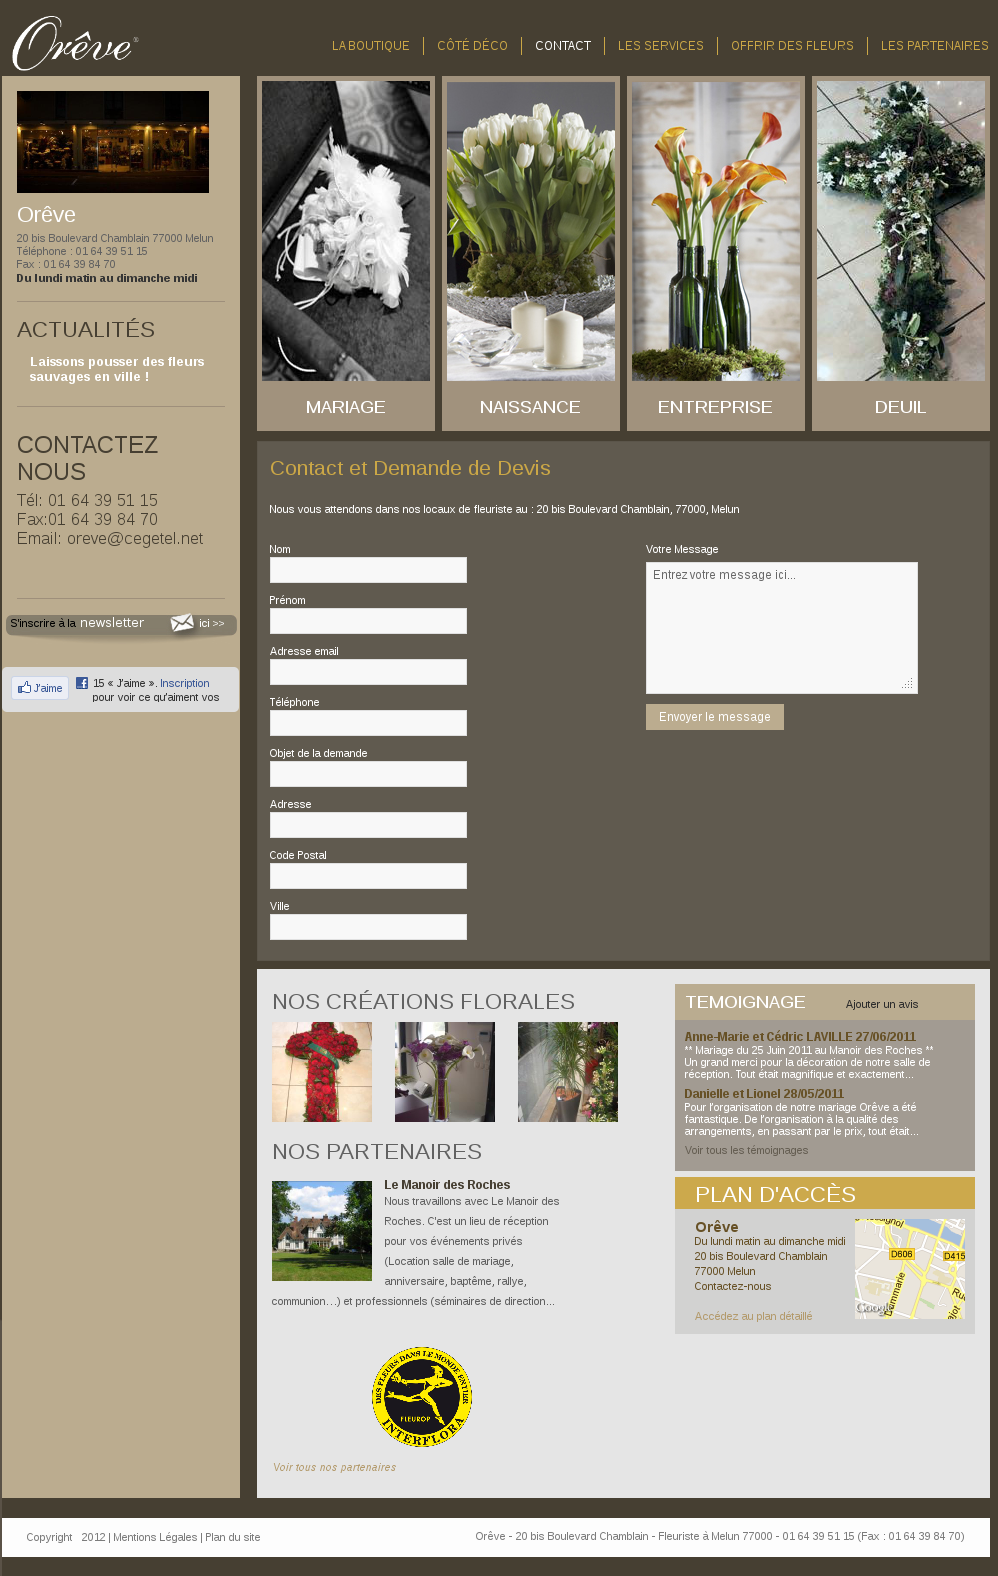 Orêve
LA BOUTIQUE
CÔTÉ DÉCO
CONTACT
LES SERVICES
OFFRIR DES FLEURS
LES PARTENAIRES
Orêve
20 bis Boulevard Chamblain 77000 Melun
Téléphone : 01 64 39 51 15
Fax : 01 64 39 84 70
Du lundi matin au dimanche midi
ACTUALITÉS
Laissons pousser des fleurs
sauvages en ville !
CONTACTEZ
NOUS
Tél: 01 64 39 51 15
Fax:01 64 39 84 70
Email: oreve@cegetel.net
S'inscrire à la newsletter ici >>
J'aime
15 « J'aime ». Inscription
pour voir ce qu'aiment vos
MARIAGE
NAISSANCE
ENTREPRISE
DEUIL
Contact et Demande de Devis
Nous vous attendons dans nos locaux de fleuriste au : 20 bis Boulevard Chamblain, 77000, Melun
Nom
Prénom
Adresse email
Téléphone
Objet de la demande
Adresse
Code Postal
Ville
Votre Message
Entrez votre message ici...
Envoyer le message
NOS CRÉATIONS FLORALES
NOS PARTENAIRES
Le Manoir des Roches
Nous travaillons avec Le Manoir des
Roches. C'est un lieu de réception
pour vos événements privés
(Location salle de mariage,
anniversaire, baptême, rallye,
communion…) et professionnels (séminaires de direction...
DES FLEURS DANS LE MONDE ENTIER
FLEUROP
INTERFLORA
Voir tous nos partenaires
TEMOIGNAGE
Ajouter un avis
Anne-Marie et Cédric LAVILLE 27/06/2011
** Mariage du 25 Juin 2011 au Manoir des Roches **
Un grand merci pour la décoration de notre salle de
réception. Tout était magnifique et exactement...
Danielle et Lionel 28/05/2011
Pour l'organisation de notre mariage Orêve a été
fantastique. De l'organisation à la qualité des
arrangements, en passant par le prix, tout était...
Voir tous les témoignages
PLAN D'ACCÈS
Orêve
Du lundi matin au dimanche midi
20 bis Boulevard Chamblain
77000 Melun
Contactez-nous
Accédez au plan détaillé
D606
D415
Google
Copyright 2012 | Mentions Légales | Plan du site
Orêve - 20 bis Boulevard Chamblain - Fleuriste à Melun 77000 - 01 64 39 51 15 (Fax : 01 64 39 84 70)